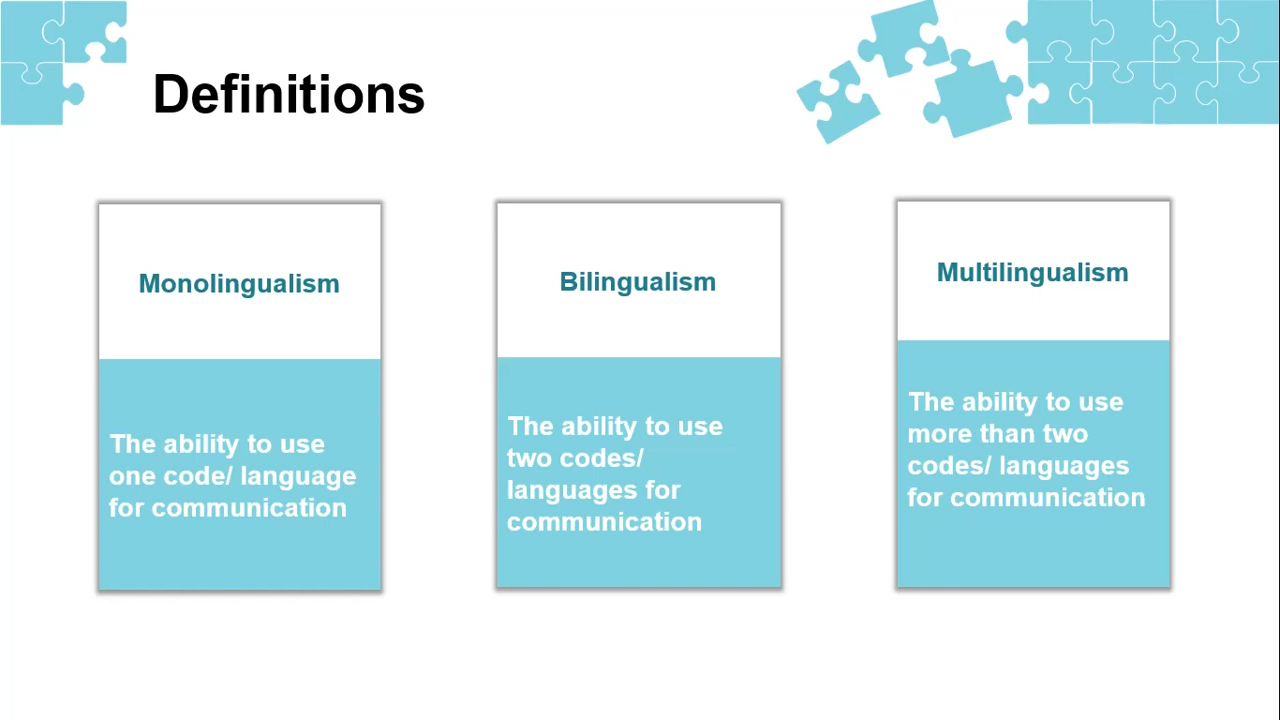 Definitions
Monolingualism
The ability to use
one code/ language
for communication
Bilingualism
The ability to use
two codes/
languages for
communication
Multilingualism
The ability to use
more than two
codes/ languages
for communication